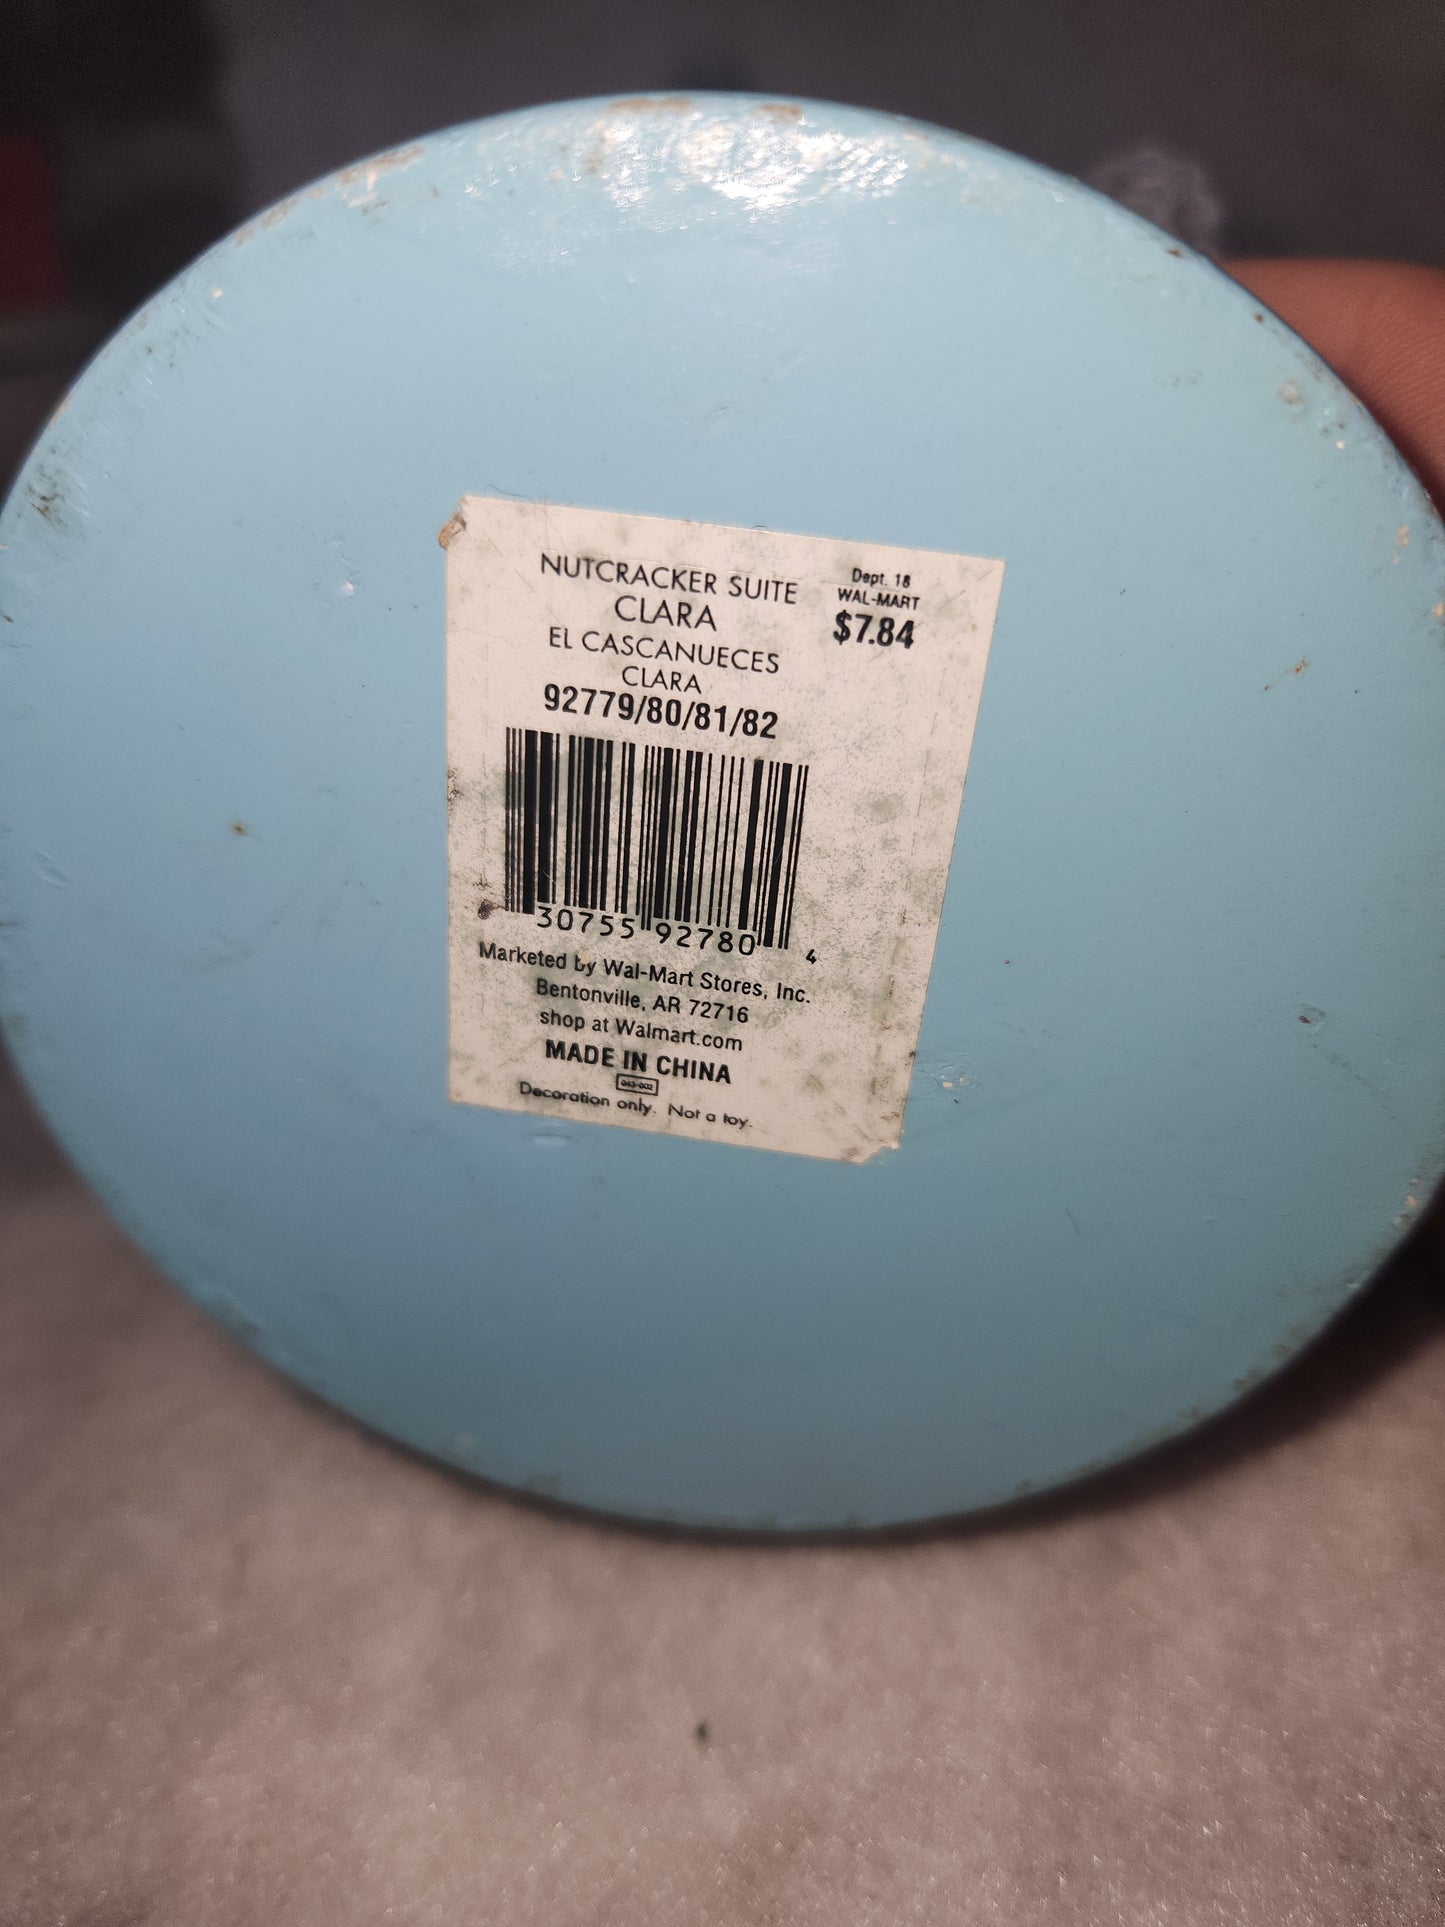 NUTCRACKER SUITE
CLARA
EL CASCANUECES
CLARA
92779/80/81/82
Dept. 18
WAL-MART
$7.84
30755 92780 4
Marketed by Wal-Mart Stores, Inc.
Bentonville, AR 72716
shop at Walmart.com
MADE IN CHINA
043-002
Decoration only. Not a toy.